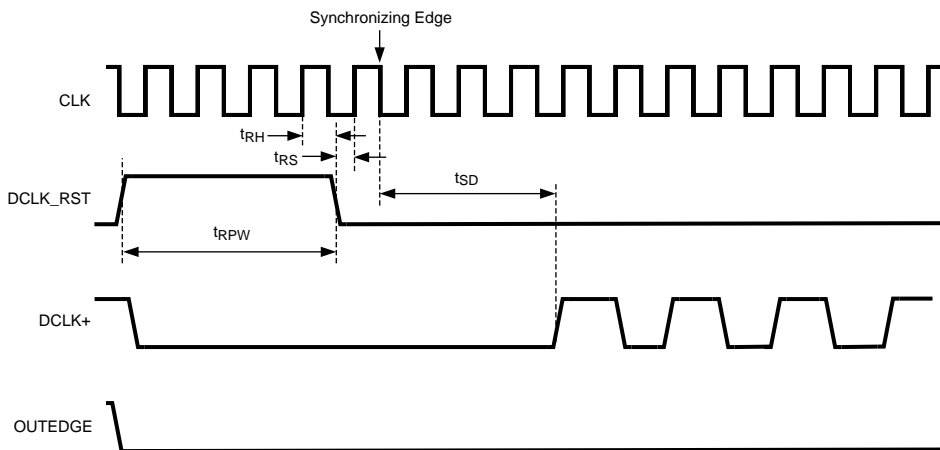 Synchronizing Edge
CLK
tRH
tRS
tSD
DCLK_RST
tRPW
DCLK+
OUTEDGE